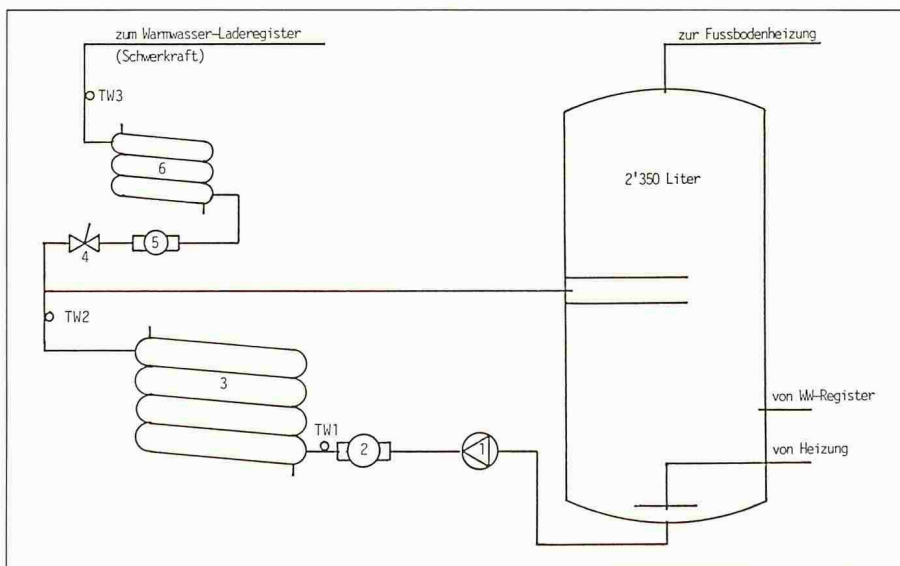 zum Warmwasser-Laderegister
(Schwerkraft)
zur Fussbodenheizung
TW3
6
2'350 Liter
4
5
TW2
3
TW1
2
1
von WW-Register
von Heizung